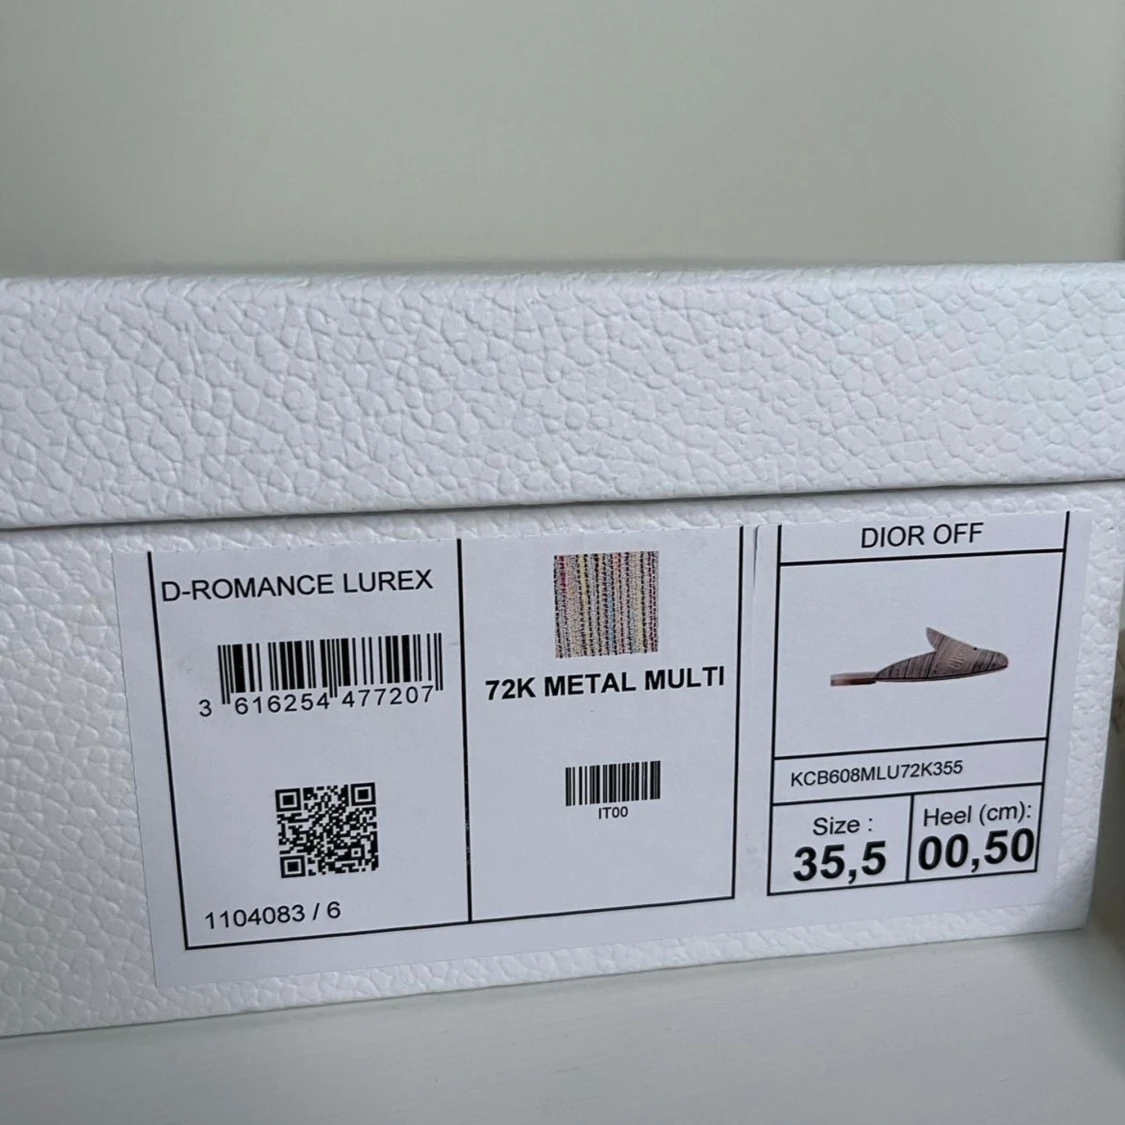 D-ROMANCE LUREX
3 616254 477207
1104083 / 6
72K METAL MULTI
IT00
DIOR OFF
KCB608MLU72K355
Size :
35,5
Heel (cm):
00,50